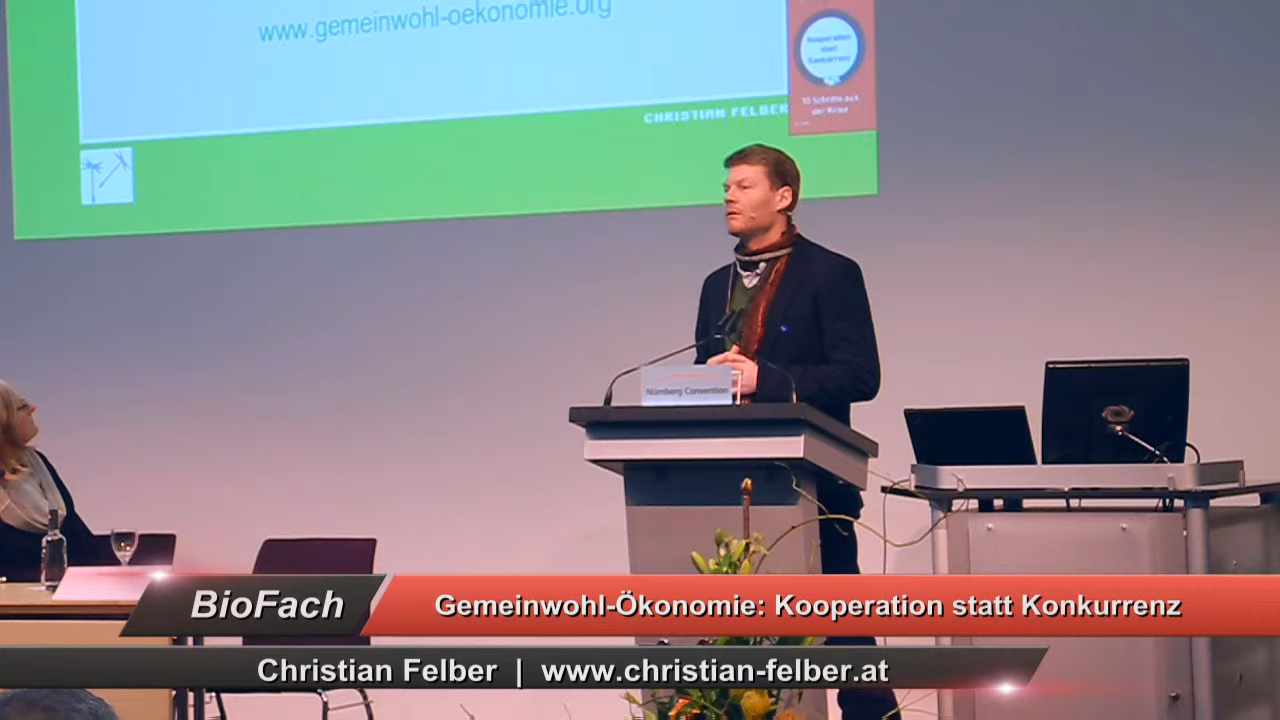 www.gemeinwohl-oekonomie.org
Kooperation
statt
Konkurrenz
10 Schritte aus
der Krise
CHRISTIAN FELBER
Nürnberg Convention
BioFach
Gemeinwohl-Ökonomie: Kooperation statt Konkurrenz
Christian Felber | www.christian-felber.at